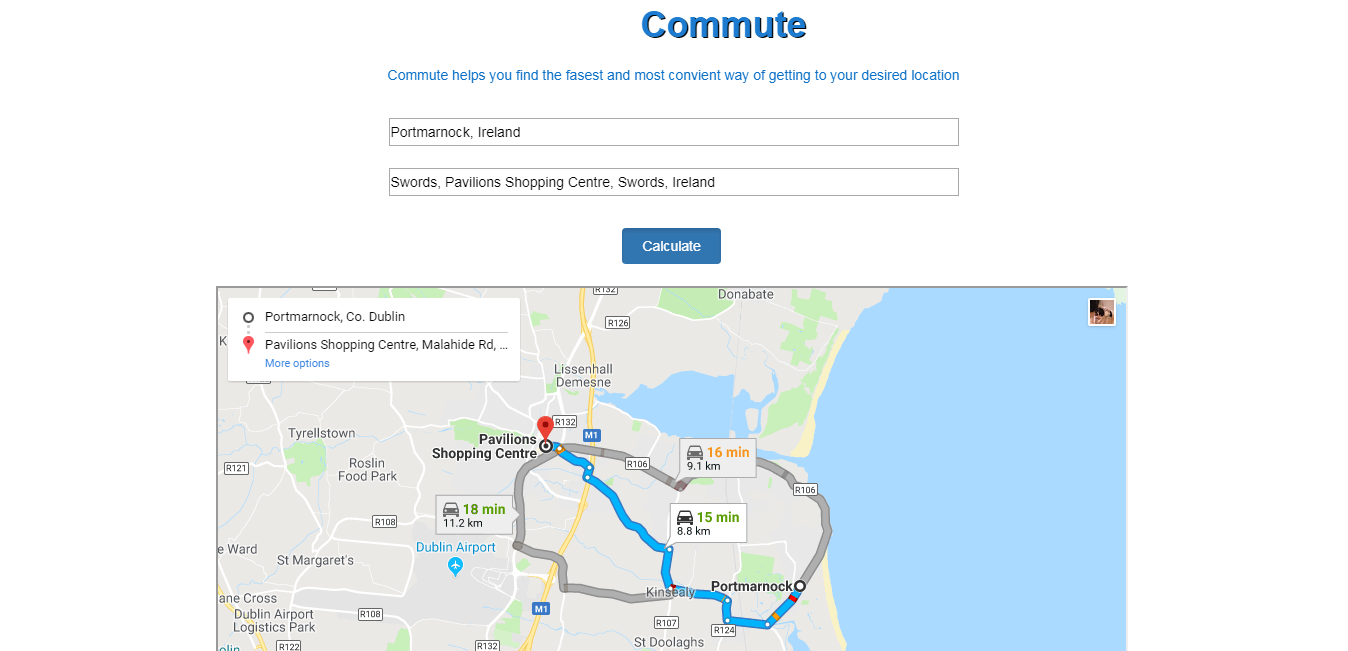 Commute
Commute helps you find the fasest and most convient way of getting to your desired location
Portmarnock, Ireland
Swords, Pavilions Shopping Centre, Swords, Ireland
Calculate
Portmarnock, Co. Dublin
Pavilions Shopping Centre, Malahide Rd, ...
More options
R132
Donabate
R126
Lissenhall
Demesne
R132
M1
Tyrrellstown
Pavilions
Shopping Centre
16 min
9.1 km
R106
R121
Roslin
Food Park
R106
18 min
11.2 km
15 min
8.8 km
R108
Dublin Airport
e Ward
St Margaret's
Portmarnock
Kinsealy
ane Cross
M1
Dublin Airport
Logistics Park
R108
R107
R124
St Doolaghs
R122
R132
olin